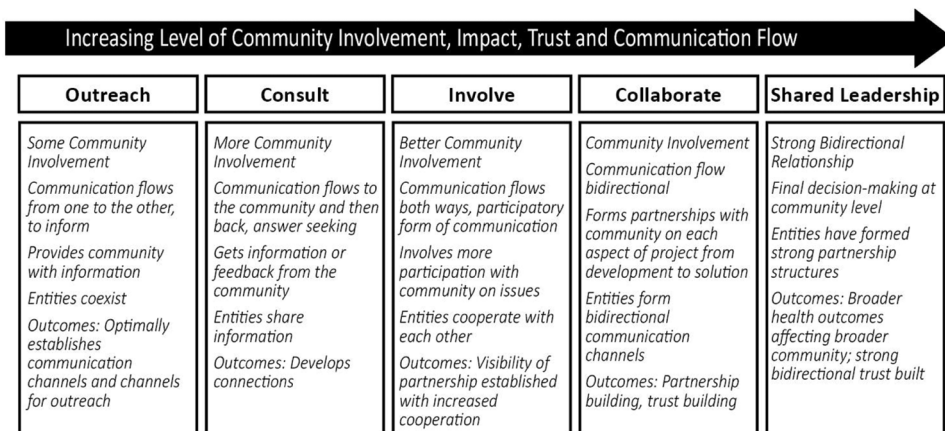 Increasing Level of Community Involvement, Impact, Trust and Communication Flow
Outreach
Some Community
Involvement
Communication flows
from one to the other,
to inform
Provides community
with information
Entities coexist
Outcomes: Optimally
establishes
communication
channels and channels
for outreach
Consult
More Community
Involvement
Communication flows to
the community and then
back, answer seeking
Gets information or
feedback from the
community
Entities share
information
Outcomes: Develops
connections
Involve
Better Community
Involvement
Communication flows
both ways, participatory
form of communication
Involves more
participation with
community on issues
Entities cooperate with
each other
Outcomes: Visibility of
partnership established
with increased
cooperation
Collaborate
Community Involvement
Communication flow
bidirectional
Forms partnerships with
community on each
aspect of project from
development to solution
Entities form
bidirectional
communication
channels
Outcomes: Partnership
building, trust building
Shared Leadership
Strong Bidirectional
Relationship
Final decision-making at
community level
Entities have formed
strong partnership
structures
Outcomes: Broader
health outcomes
affecting broader
community; strong
bidirectional trust built